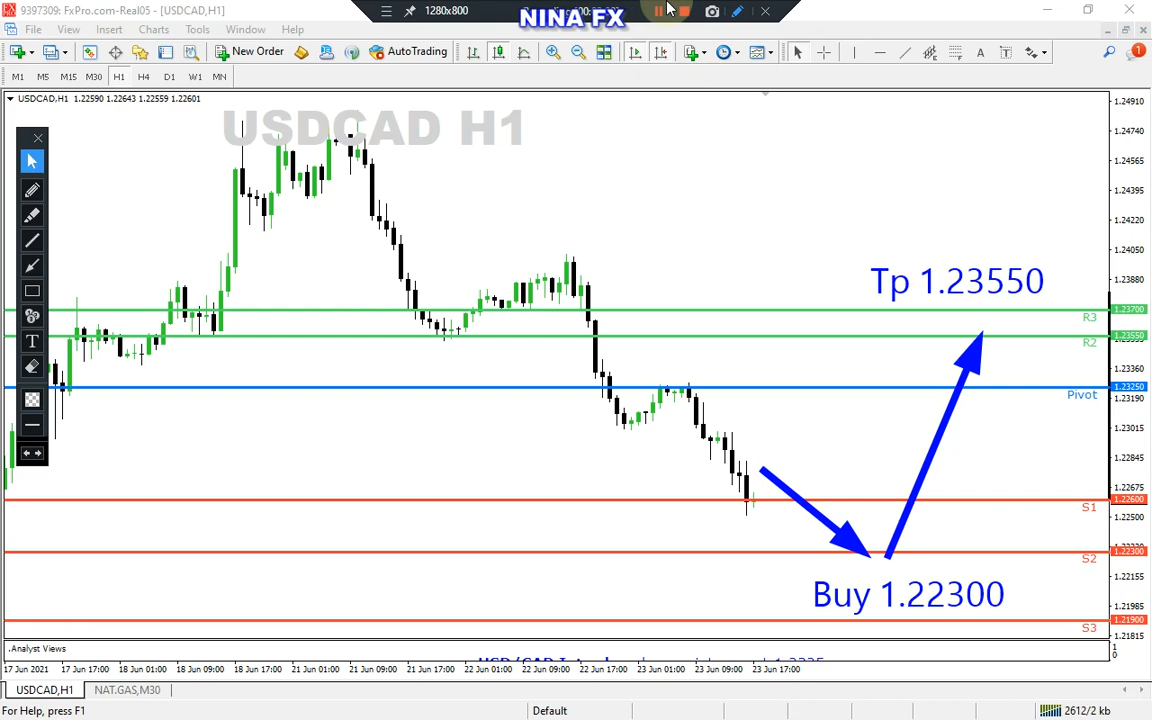 9397309: FxPro.com-Real05 - [USDCAD,H1]
1280x800
NINA FX
File View Insert Charts Tools Window Help
New Order
AutoTrading
M1 M5 M15 M30 H1 H4 D1 W1 MN
USDCAD,H1 1.22590 1.22643 1.22559 1.22601
USDCAD H1
1.24910
1.24740
1.24565
1.24395
1.24220
1.24050
1.23880
Tp 1.23550
1.23700
R3
1.23550
R2
1.23360
1.23250
Pivot
1.23190
1.23015
1.22845
1.22675
1.22600
S1
1.22500
1.22300
S2
1.22155
Buy 1.22300
1.21985
1.21900
S3
1.21815
.Analyst Views
17 Jun 2021 17 Jun 17:00 18 Jun 01:00 18 Jun 09:00 18 Jun 17:00 21 Jun 01:00 21 Jun 09:00 21 Jun 17:00 22 Jun 01:00 22 Jun 09:00 22 Jun 17:00 23 Jun 01:00 23 Jun 09:00 23 Jun 17:00
USDCAD,H1 NAT.GAS,M30
For Help, press F1 Default 2612/2 kb